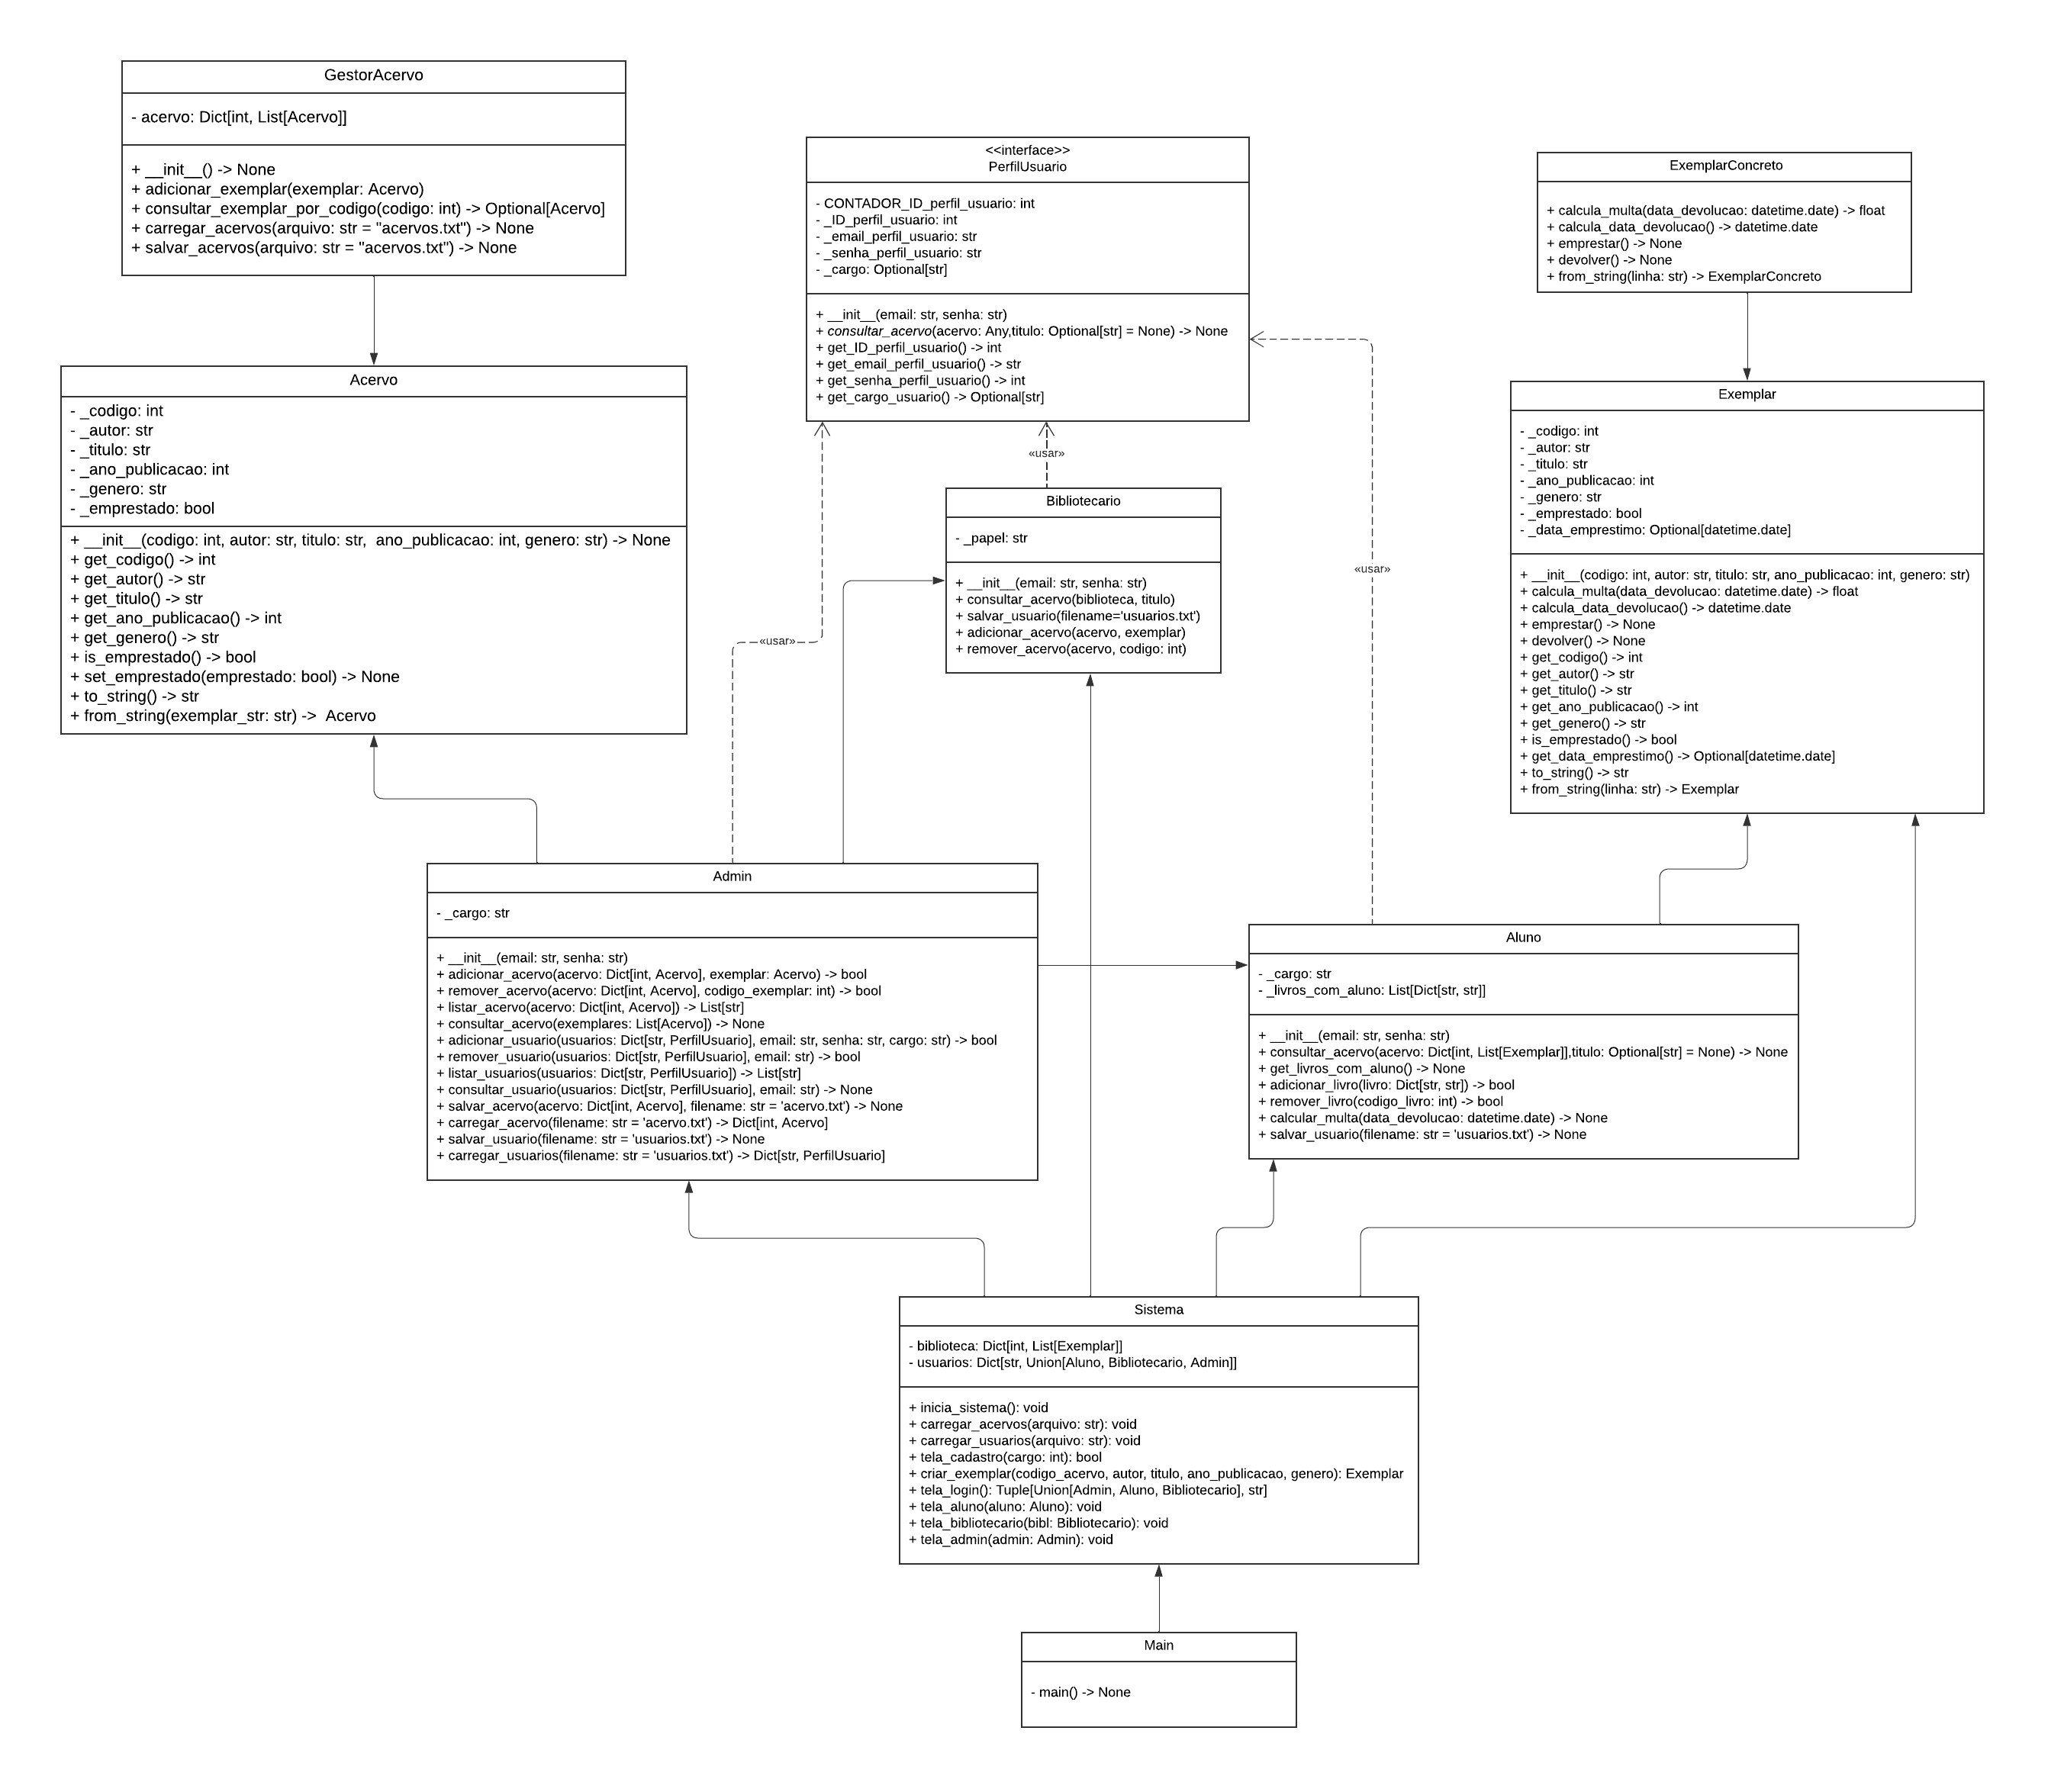 GestorAcervo
- acervo: Dict[int, List[Acervo]]
+ __init__() -> None
+ adicionar_exemplar(exemplar: Acervo)
+ consultar_exemplar_por_codigo(codigo: int) -> Optional[Acervo]
+ carregar_acervos(arquivo: str = "acervos.txt") -> None
+ salvar_acervos(arquivo: str = "acervos.txt") -> None
<<interface>>
PerfilUsuario
- CONTADOR_ID_perfil_usuario: int
- _ID_perfil_usuario: int
- _email_perfil_usuario: str
- _senha_perfil_usuario: str
- _cargo: Optional[str]
+ __init__(email: str, senha: str)
+ consultar_acervo(acervo: Any,titulo: Optional[str] = None) -> None
+ get_ID_perfil_usuario() -> int
+ get_email_perfil_usuario() -> str
+ get_senha_perfil_usuario() -> int
+ get_cargo_usuario() -> Optional[str]
ExemplarConcreto
+ calcula_multa(data_devolucao: datetime.date) -> float
+ calcula_data_devolucao() -> datetime.date
+ emprestar() -> None
+ devolver() -> None
+ from_string(linha: str) -> ExemplarConcreto
Acervo
- _codigo: int
- _autor: str
- _titulo: str
- _ano_publicacao: int
- _genero: str
- _emprestado: bool
+ __init__(codigo: int, autor: str, titulo: str,  ano_publicacao: int, genero: str) -> None
+ get_codigo() -> int
+ get_autor() -> str
+ get_titulo() -> str
+ get_ano_publicacao() -> int
+ get_genero() -> str
+ is_emprestado() -> bool
+ set_emprestado(emprestado: bool) -> None
+ to_string() -> str
+ from_string(exemplar_str: str) ->  Acervo
«usar»
Bibliotecario
- _papel: str
+ __init__(email: str, senha: str)
+ consultar_acervo(biblioteca, titulo)
+ salvar_usuario(filename='usuarios.txt')
+ adicionar_acervo(acervo, exemplar)
+ remover_acervo(acervo, codigo: int)
«usar»
«usar»
Exemplar
- _codigo: int
- _autor: str
- _titulo: str
- _ano_publicacao: int
- _genero: str
- _emprestado: bool
- _data_emprestimo: Optional[datetime.date]
+ __init__(codigo: int, autor: str, titulo: str, ano_publicacao: int, genero: str)
+ calcula_multa(data_devolucao: datetime.date) -> float
+ calcula_data_devolucao() -> datetime.date
+ emprestar() -> None
+ devolver() -> None
+ get_codigo() -> int
+ get_autor() -> str
+ get_titulo() -> str
+ get_ano_publicacao() -> int
+ get_genero() -> str
+ is_emprestado() -> bool
+ get_data_emprestimo() -> Optional[datetime.date]
+ to_string() -> str
+ from_string(linha: str) -> Exemplar
Admin
- _cargo: str
+ __init__(email: str, senha: str)
+ adicionar_acervo(acervo: Dict[int, Acervo], exemplar: Acervo) -> bool
+ remover_acervo(acervo: Dict[int, Acervo], codigo_exemplar: int) -> bool
+ listar_acervo(acervo: Dict[int, Acervo]) -> List[str]
+ consultar_acervo(exemplares: List[Acervo]) -> None
+ adicionar_usuario(usuarios: Dict[str, PerfilUsuario], email: str, senha: str, cargo: str) -> bool
+ remover_usuario(usuarios: Dict[str, PerfilUsuario], email: str) -> bool
+ listar_usuarios(usuarios: Dict[str, PerfilUsuario]) -> List[str]
+ consultar_usuario(usuarios: Dict[str, PerfilUsuario], email: str) -> None
+ salvar_acervo(acervo: Dict[int, Acervo], filename: str = 'acervo.txt') -> None
+ carregar_acervo(filename: str = 'acervo.txt') -> Dict[int, Acervo]
+ salvar_usuario(filename: str = 'usuarios.txt') -> None
+ carregar_usuarios(filename: str = 'usuarios.txt') -> Dict[str, PerfilUsuario]
Aluno
- _cargo: str
- _livros_com_aluno: List[Dict[str, str]]
+ __init__(email: str, senha: str)
+ consultar_acervo(acervo: Dict[int, List[Exemplar]],titulo: Optional[str] = None) -> None
+ get_livros_com_aluno() -> None
+ adicionar_livro(livro: Dict[str, str]) -> bool
+ remover_livro(codigo_livro: int) -> bool
+ calcular_multa(data_devolucao: datetime.date) -> None
+ salvar_usuario(filename: str = 'usuarios.txt') -> None
Sistema
- biblioteca: Dict[int, List[Exemplar]]
- usuarios: Dict[str, Union[Aluno, Bibliotecario, Admin]]
+ inicia_sistema(): void
+ carregar_acervos(arquivo: str): void
+ carregar_usuarios(arquivo: str): void
+ tela_cadastro(cargo: int): bool
+ criar_exemplar(codigo_acervo, autor, titulo, ano_publicacao, genero): Exemplar
+ tela_login(): Tuple[Union[Admin, Aluno, Bibliotecario], str]
+ tela_aluno(aluno: Aluno): void
+ tela_bibliotecario(bibl: Bibliotecario): void
+ tela_admin(admin: Admin): void
Main
- main() -> None